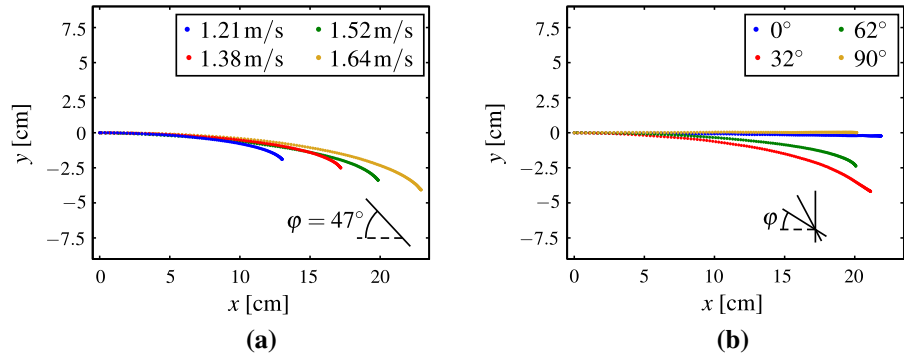 7.5
5
2.5
0
−2.5
−5
−7.5
y [cm]
1.21 m/s 1.52 m/s
1.38 m/s 1.64 m/s
φ = 47°
0 5 10 15 20
x [cm]
(a)
7.5
5
2.5
0
−2.5
−5
−7.5
y [cm]
0° 62°
32° 90°
φ
0 5 10 15 20
x [cm]
(b)